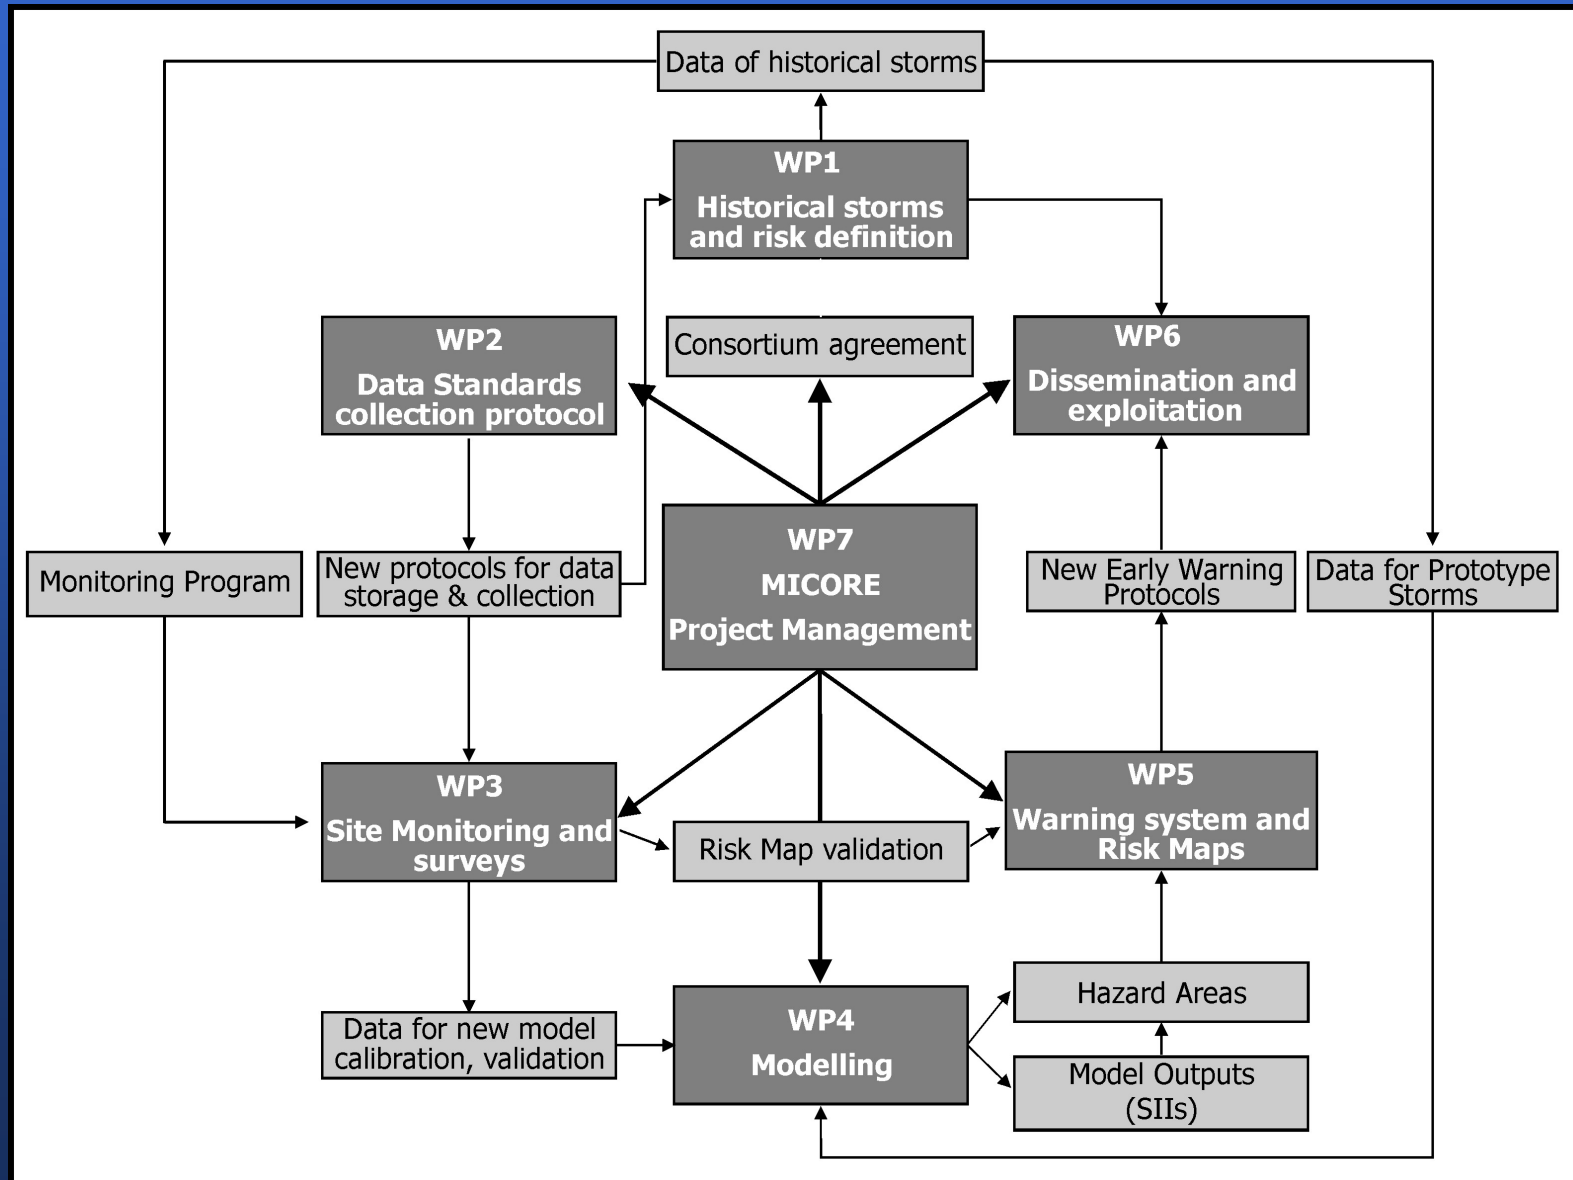 Data of historical storms
WP1
Historical storms
and risk definition
WP2
Data Standards
collection protocol
Consortium agreement
WP6
Dissemination and
exploitation
Monitoring Program
New protocols for data
storage & collection
WP7
MICORE
Project Management
New Early Warning
Protocols
Data for Prototype
Storms
WP3
Site Monitoring and
surveys
Risk Map validation
WP5
Warning system and
Risk Maps
Data for new model
calibration, validation
WP4
Modelling
Hazard Areas
Model Outputs
(SIIs)